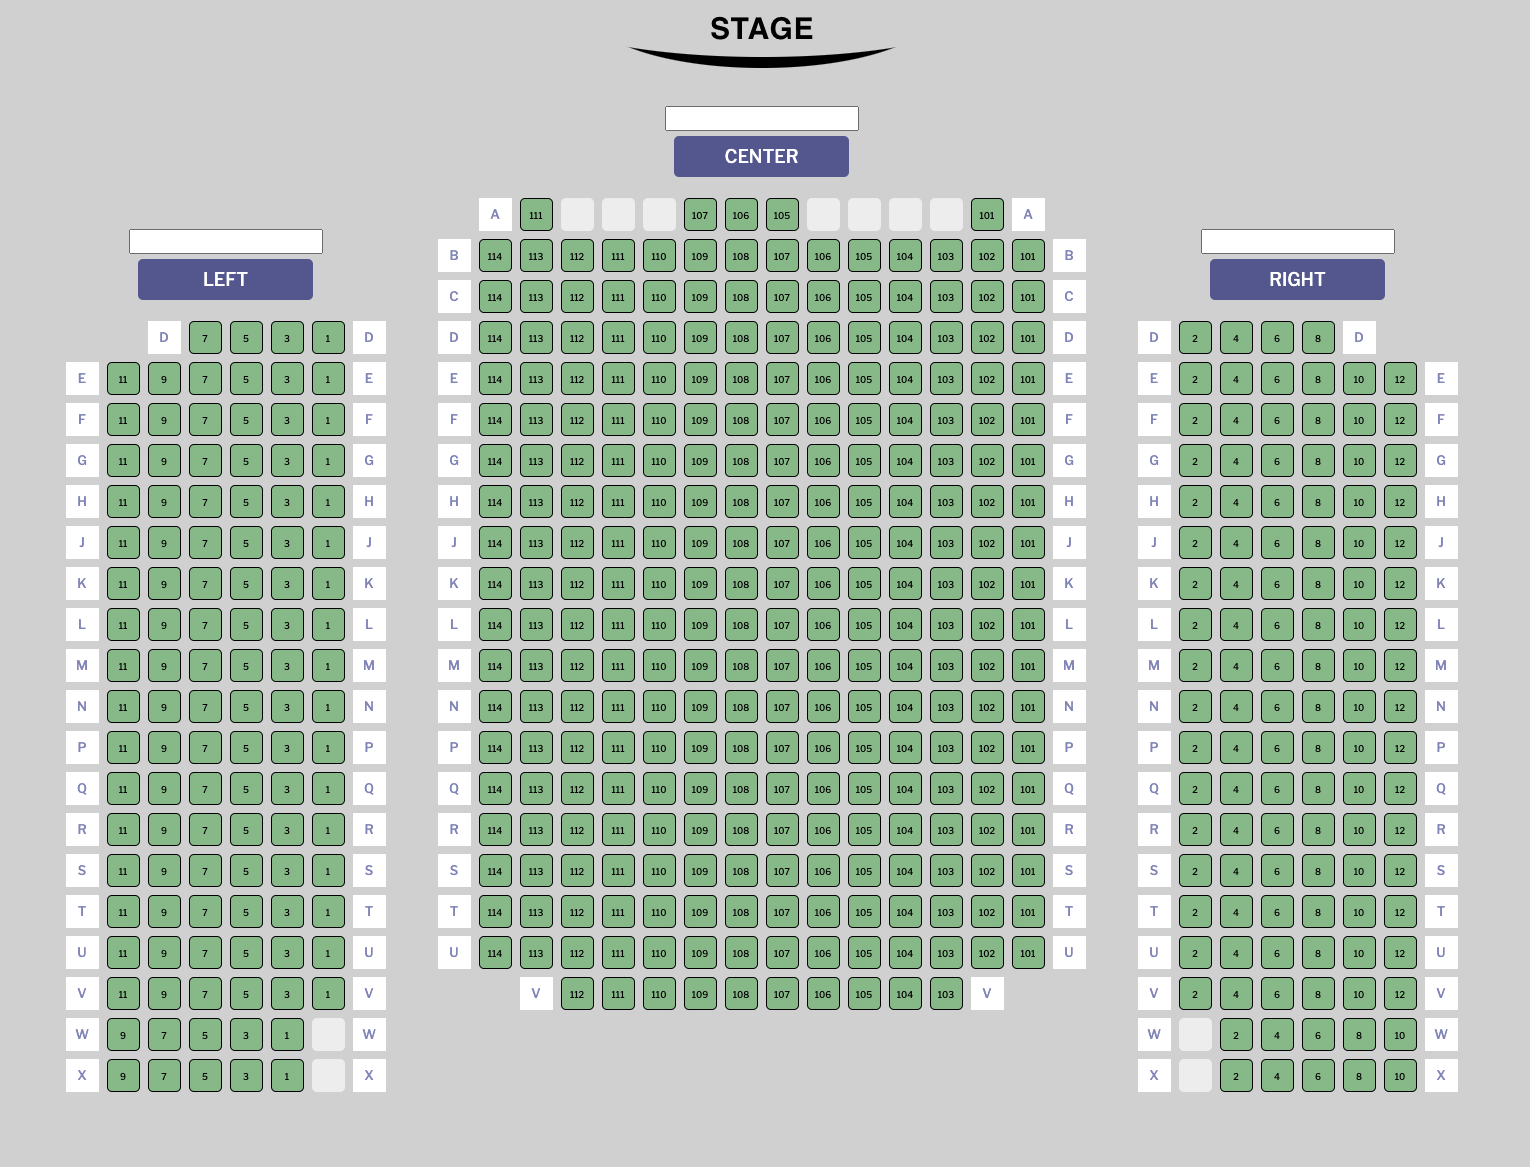 STAGE
CENTER
A 111 107 106 105 101 A
B 114 113 112 111 110 109 108 107 106 105 104 103 102 101 B
LEFT RIGHT
C 114 113 112 111 110 109 108 107 106 105 104 103 102 101 C
D 7 5 3 1 D D 114 113 112 111 110 109 108 107 106 105 104 103 102 101 D D 2 4 6 8 D
E 11 9 7 5 3 1 E E 114 113 112 111 110 109 108 107 106 105 104 103 102 101 E E 2 4 6 8 10 12 E
F 11 9 7 5 3 1 F F 114 113 112 111 110 109 108 107 106 105 104 103 102 101 F F 2 4 6 8 10 12 F
G 11 9 7 5 3 1 G G 114 113 112 111 110 109 108 107 106 105 104 103 102 101 G G 2 4 6 8 10 12 G
H 11 9 7 5 3 1 H H 114 113 112 111 110 109 108 107 106 105 104 103 102 101 H H 2 4 6 8 10 12 H
J 11 9 7 5 3 1 J J 114 113 112 111 110 109 108 107 106 105 104 103 102 101 J J 2 4 6 8 10 12 J
K 11 9 7 5 3 1 K K 114 113 112 111 110 109 108 107 106 105 104 103 102 101 K K 2 4 6 8 10 12 K
L 11 9 7 5 3 1 L L 114 113 112 111 110 109 108 107 106 105 104 103 102 101 L L 2 4 6 8 10 12 L
M 11 9 7 5 3 1 M M 114 113 112 111 110 109 108 107 106 105 104 103 102 101 M M 2 4 6 8 10 12 M
N 11 9 7 5 3 1 N N 114 113 112 111 110 109 108 107 106 105 104 103 102 101 N N 2 4 6 8 10 12 N
P 11 9 7 5 3 1 P P 114 113 112 111 110 109 108 107 106 105 104 103 102 101 P P 2 4 6 8 10 12 P
Q 11 9 7 5 3 1 Q Q 114 113 112 111 110 109 108 107 106 105 104 103 102 101 Q Q 2 4 6 8 10 12 Q
R 11 9 7 5 3 1 R R 114 113 112 111 110 109 108 107 106 105 104 103 102 101 R R 2 4 6 8 10 12 R
S 11 9 7 5 3 1 S S 114 113 112 111 110 109 108 107 106 105 104 103 102 101 S S 2 4 6 8 10 12 S
T 11 9 7 5 3 1 T T 114 113 112 111 110 109 108 107 106 105 104 103 102 101 T T 2 4 6 8 10 12 T
U 11 9 7 5 3 1 U U 114 113 112 111 110 109 108 107 106 105 104 103 102 101 U U 2 4 6 8 10 12 U
V 11 9 7 5 3 1 V V 112 111 110 109 108 107 106 105 104 103 V V 2 4 6 8 10 12 V
W 9 7 5 3 1 W W 2 4 6 8 10 W
X 9 7 5 3 1 X X 2 4 6 8 10 X